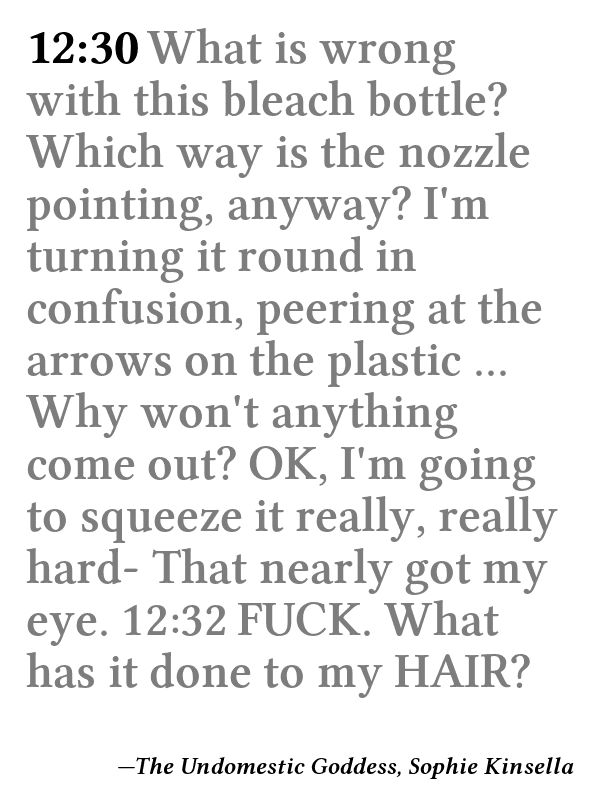 12:30 What is wrong
with this bleach bottle?
Which way is the nozzle
pointing, anyway? I'm
turning it round in
confusion, peering at the
arrows on the plastic ...
Why won't anything
come out? OK, I'm going
to squeeze it really, really
hard- That nearly got my
eye. 12:32 FUCK. What
has it done to my HAIR?
—The Undomestic Goddess, Sophie Kinsella